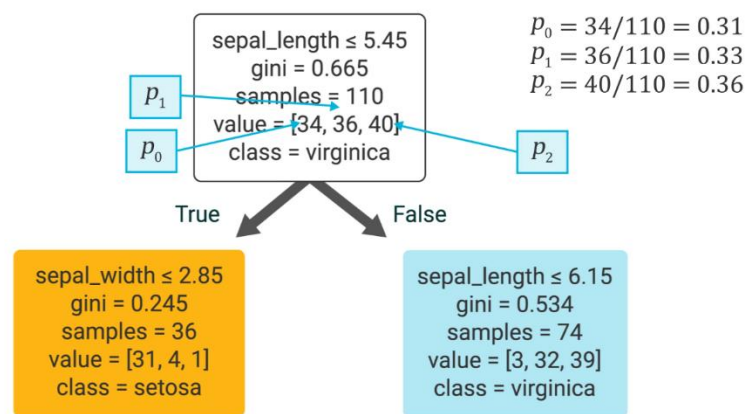 sepal_length ≤ 5.45
gini = 0.665
samples = 110
value = [34, 36, 40]
class = virginica
p₁
p₀
p₂
p₀ = 34/110 = 0.31
p₁ = 36/110 = 0.33
p₂ = 40/110 = 0.36
True
False
sepal_width ≤ 2.85
gini = 0.245
samples = 36
value = [31, 4, 1]
class = setosa
sepal_length ≤ 6.15
gini = 0.534
samples = 74
value = [3, 32, 39]
class = virginica